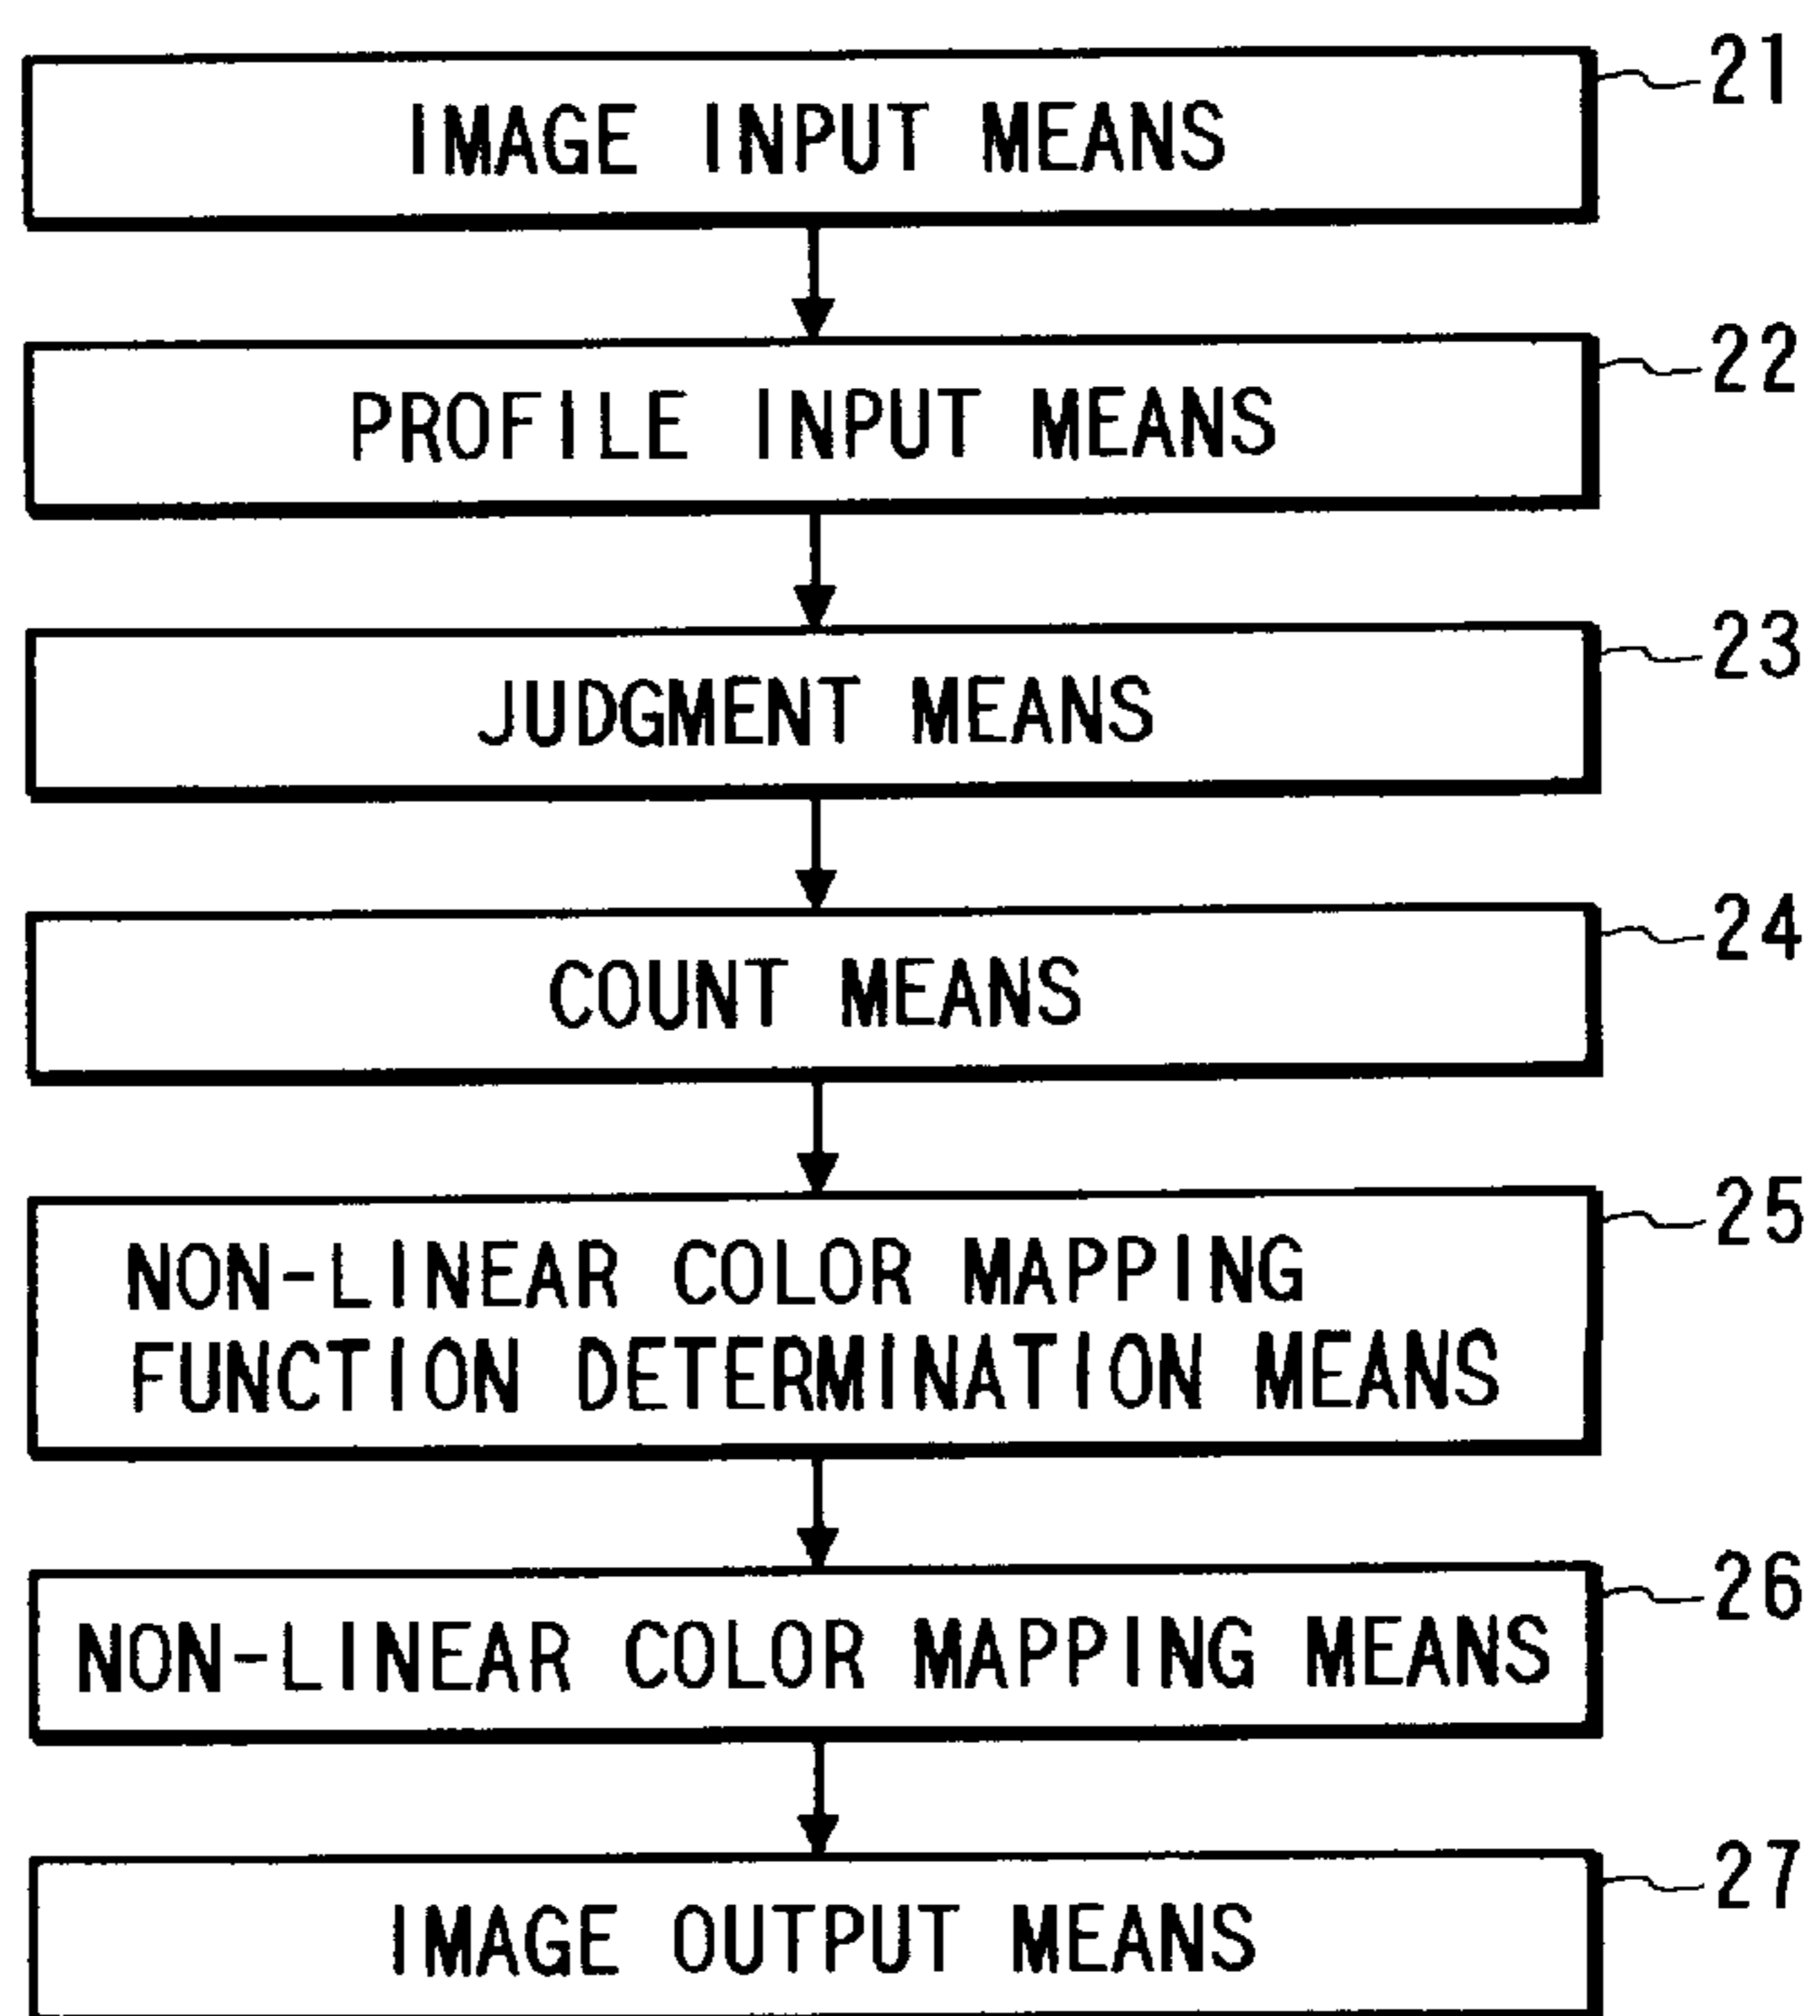 21
IMAGE INPUT MEANS
22
PROFILE INPUT MEANS
23
JUDGMENT MEANS
24
COUNT MEANS
25
NON-LINEAR COLOR MAPPING
FUNCTION DETERMINATION MEANS
26
NON-LINEAR COLOR MAPPING MEANS
27
IMAGE OUTPUT MEANS